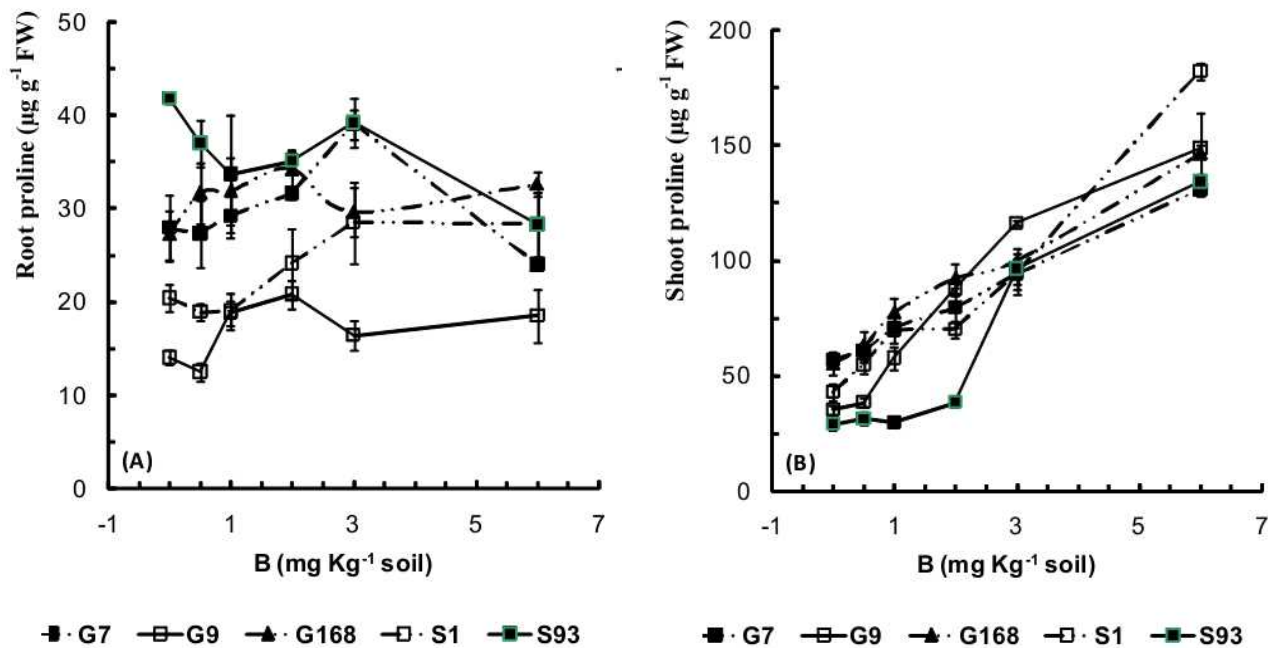 Root proline (µg g⁻¹ FW)
50
40
30
20
10
0
(A)
-1 1 3 5 7
B (mg Kg⁻¹ soil)
G7 G9 G168 S1 S93
Shoot proline (µg g⁻¹ FW)
200
150
100
50
0
(B)
-1 1 3 5 7
B (mg Kg⁻¹ soil)
G7 G9 G168 S1 S93